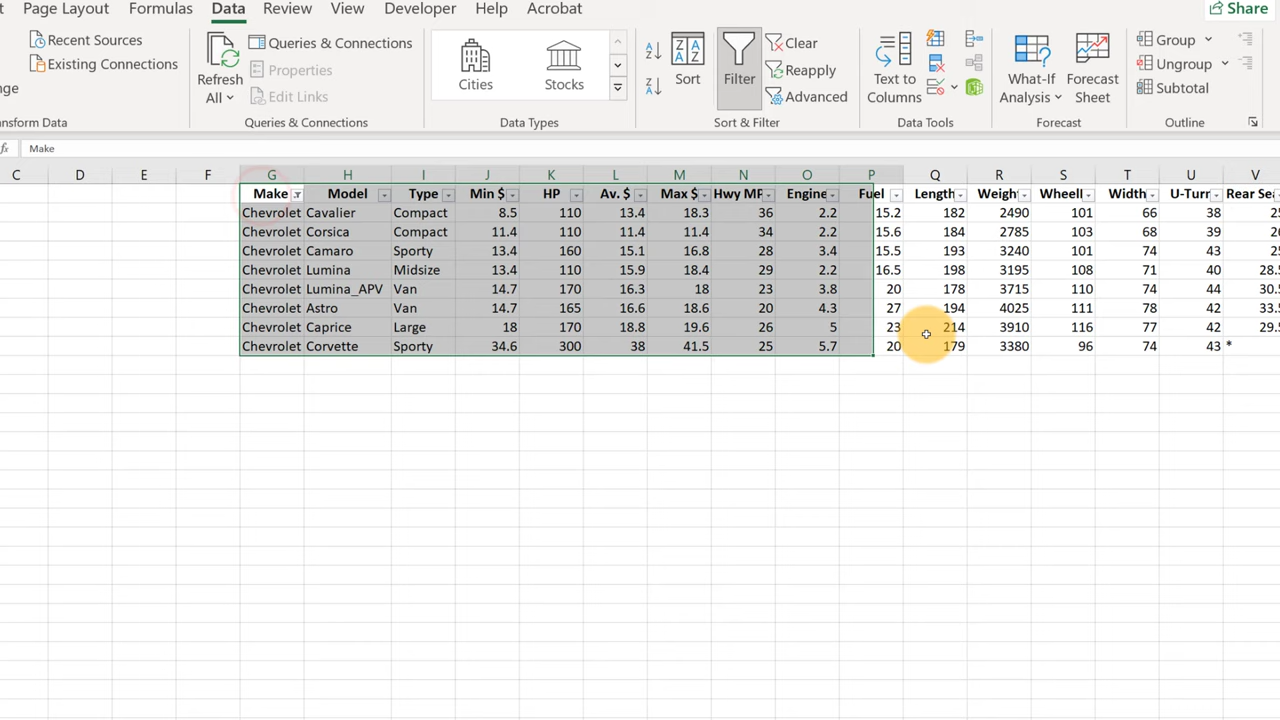 Page Layout Formulas Data Review View Developer Help Acrobat Share
Recent Sources
Existing Connections
nge
nsform Data
Refresh
All
Queries & Connections
Properties
Edit Links
Queries & Connections
Cities
Stocks
Data Types
Sort
Filter
Clear
Reapply
Advanced
Sort & Filter
Text to
Columns
Data Tools
What-If
Analysis
Forecast
Sheet
Forecast
Group
Ungroup
Subtotal
Outline
fx Make
C D E F G H I J K L M N O P Q R S T U V
Make Model Type Min $ HP Av. $ Max $ Hwy MP Engine Fuel Length Weigh Wheell Width U-Turr Rear Sea
Chevrolet Cavalier Compact 8.5 110 13.4 18.3 36 2.2 15.2 182 2490 101 66 38
Chevrolet Corsica Compact 11.4 110 11.4 11.4 34 2.2 15.6 184 2785 103 68 39
Chevrolet Camaro Sporty 13.4 160 15.1 16.8 28 3.4 15.5 193 3240 101 74 43
Chevrolet Lumina Midsize 13.4 110 15.9 18.4 29 2.2 16.5 198 3195 108 71 40 28.5
Chevrolet Lumina_APV Van 14.7 170 16.3 18 23 3.8 20 178 3715 110 74 44 30.5
Chevrolet Astro Van 14.7 165 16.6 18.6 20 4.3 27 194 4025 111 78 42 33.5
Chevrolet Caprice Large 18 170 18.8 19.6 26 5 23 214 3910 116 77 42 29.5
Chevrolet Corvette Sporty 34.6 300 38 41.5 25 5.7 20 179 3380 96 74 43 *